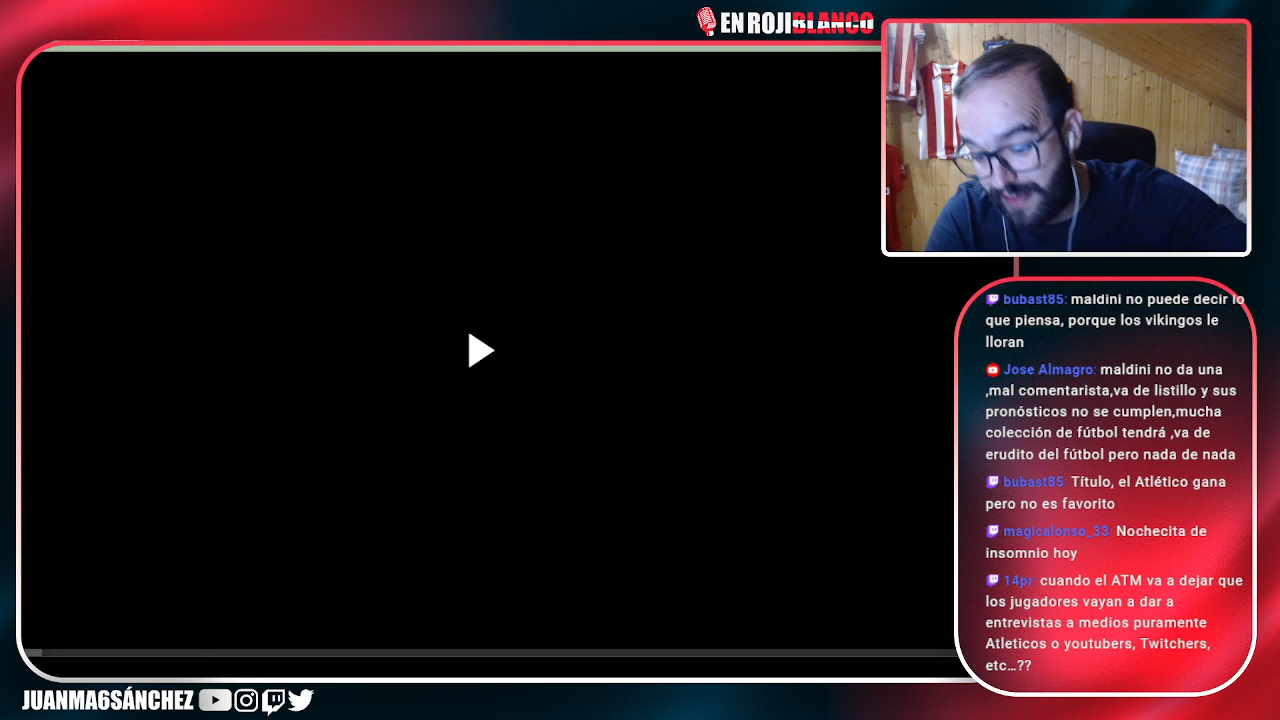 EN ROJIBLANCO
bubast85: maldini no puede decir lo
que piensa, porque los vikingos le
lloran
Jose Almagro: maldini no da una
,mal comentarista,va de listillo y sus
pronósticos no se cumplen,mucha
colección de fútbol tendrá ,va de
erudito del fútbol pero nada de nada
bubast85: Título, el Atlético gana
pero no es favorito
magicalonso_33: Nochecita de
insomnio hoy
14pr: cuando el ATM va a dejar que
los jugadores vayan a dar a
entrevistas a medios puramente
Atleticos o youtubers, Twitchers,
etc...??
JUANMA6SÁNCHEZ